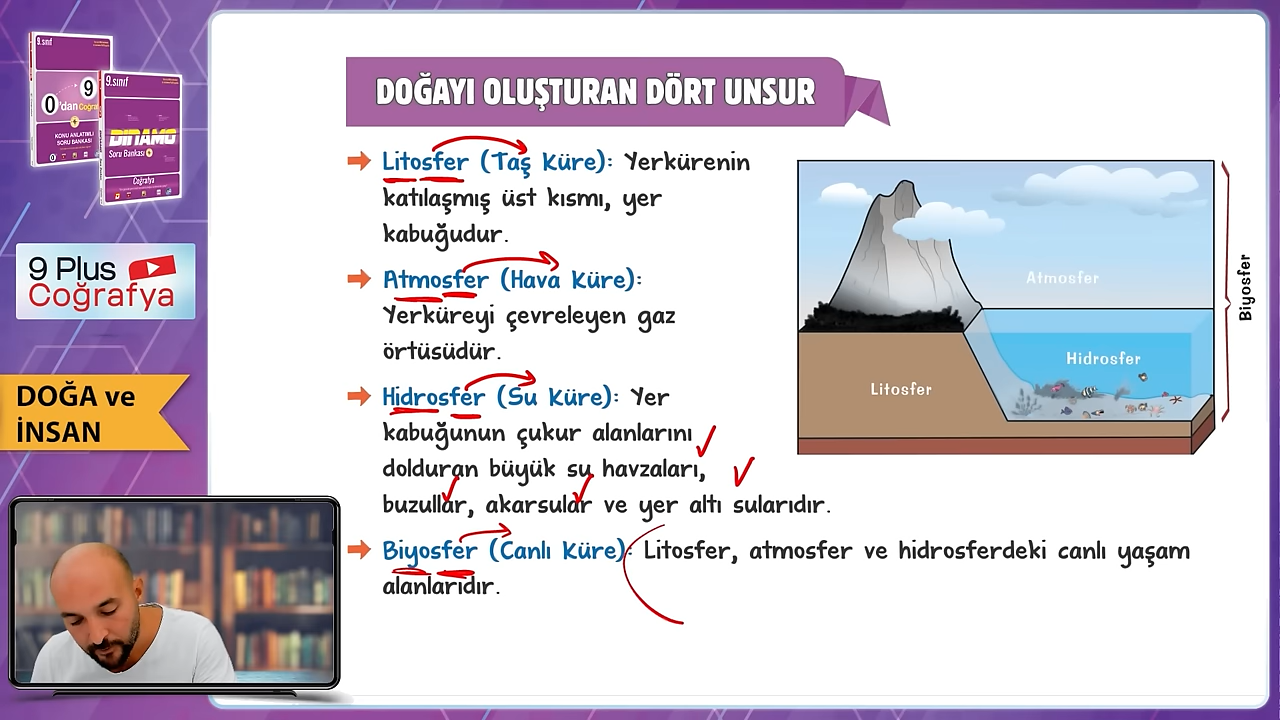 9.sınıf
0'dan 9
Coğrafya
KONU ANLATIMLI
SORU BANKASI
9.sınıf
DİNAMO
Soru Bankası
Coğrafya
9 Plus
Coğrafya
DOĞA ve
İNSAN
DOĞAYI OLUŞTURAN DÖRT UNSUR
Litosfer (Taş Küre): Yerkürenin
katılaşmış üst kısmı, yer
kabuğudur.
Atmosfer (Hava Küre):
Yerküreyi çevreleyen gaz
örtüsüdür.
Hidrosfer (Su Küre): Yer
kabuğunun çukur alanlarını
dolduran büyük su havzaları,
buzullar, akarsular ve yer altı sularıdır.
Biyosfer (Canlı Küre): Litosfer, atmosfer ve hidrosferdeki canlı yaşam
alanlarıdır.
Atmosfer
Hidrosfer
Litosfer
Biyosfer